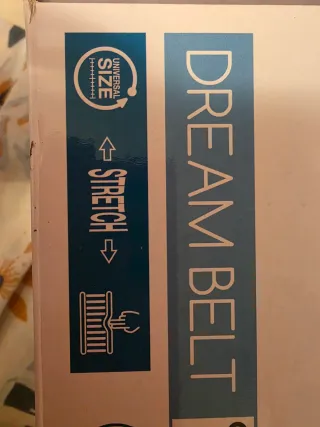 DREAM BELT
UNIVERSAL
SIZE
STRETCH